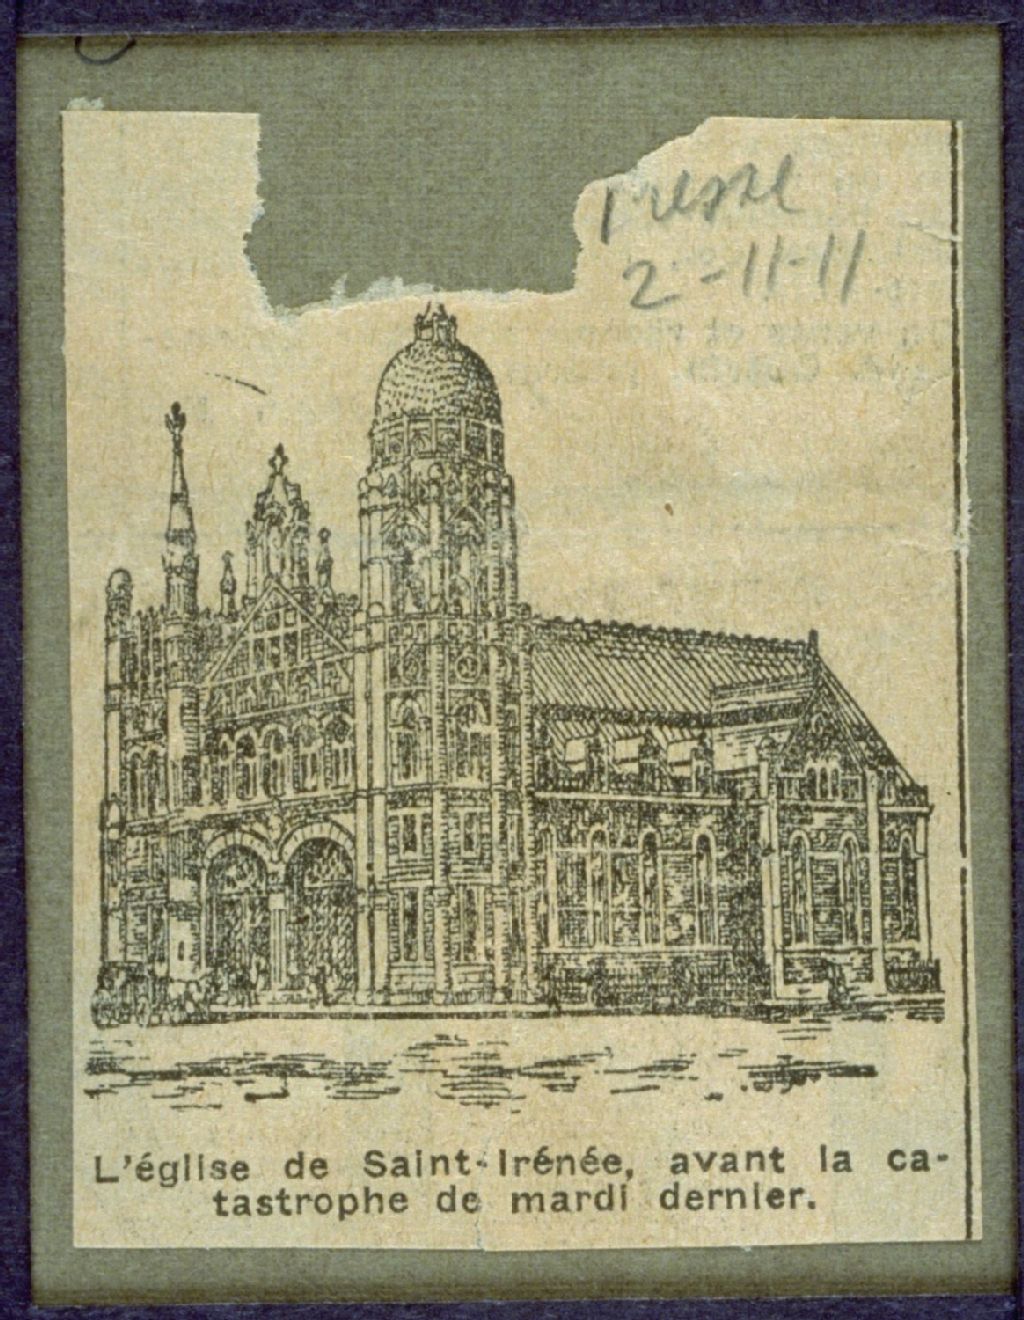 Presse
2-11-11
L'église de Saint-Irénée, avant la ca-
tastrophe de mardi dernier.